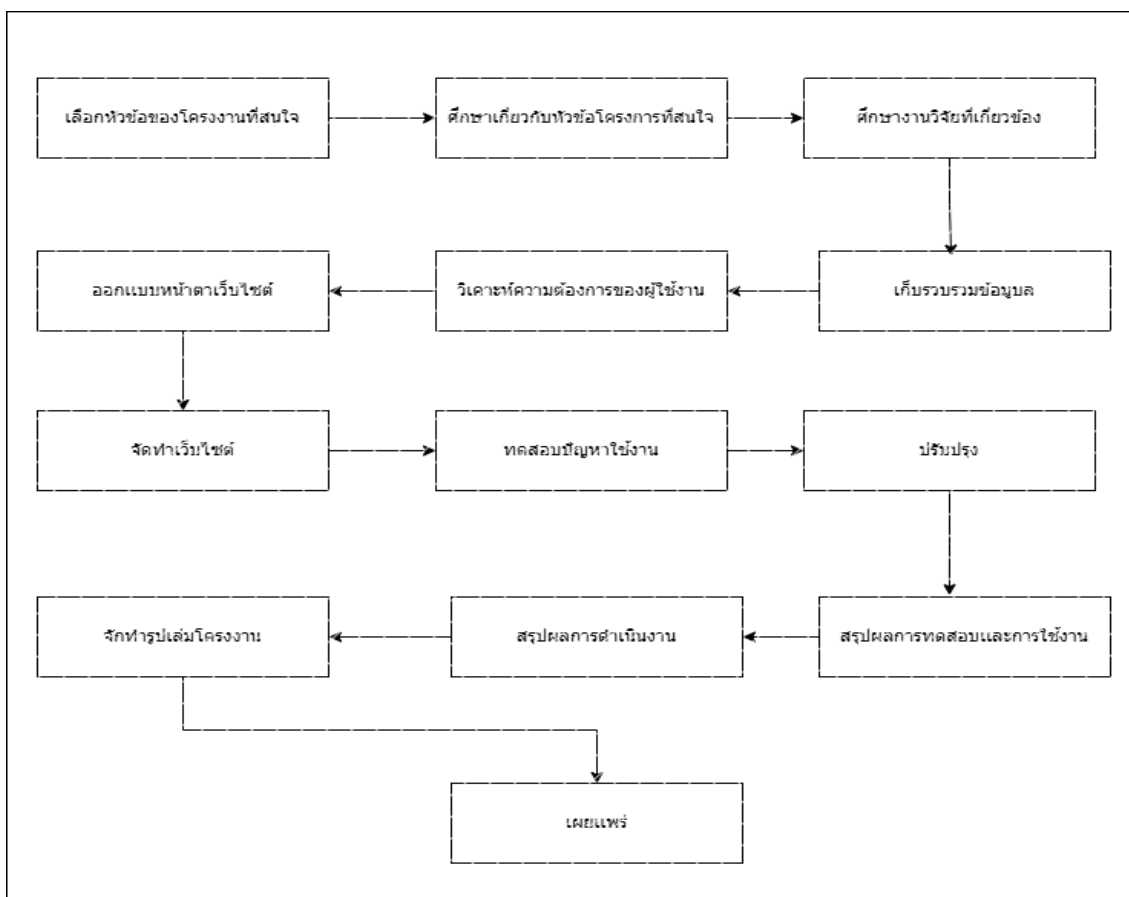 เลือกหัวข้อของโครงงานที่สนใจ
ศึกษาเกี่ยวกับหัวข้อโครงการที่สนใจ
ศึกษางานวิจัยที่เกี่ยวข้อง
เก็บรวบรวมข้อมูบล
วิเคาะห์ความต้องการของผู้ใช้งาน
ออกแบบหน้าตาเว็บไซต์
จัดทำเว็บไซต์
ทดสอบปัญหาใช้งาน
ปรับปรุง
สรุปผลการทดสอบและการใช้งาน
สรุปผลการดำเนินงาน
จักทำรูปเล่มโครงงาน
เผยแพร่